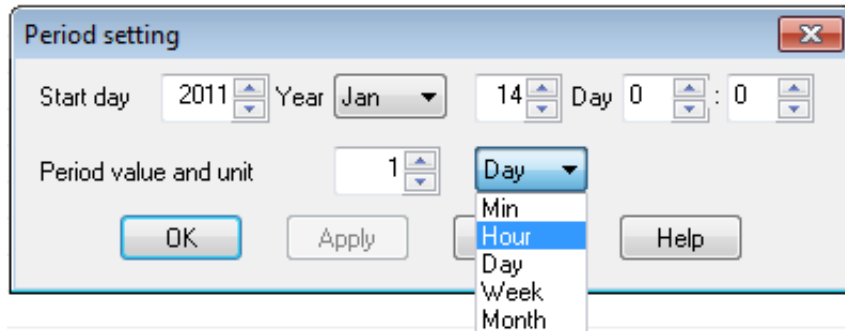 Period setting
Start day 2011 Year Jan 14 Day 0 : 0
Period value and unit 1 Day
Min
OK Apply Hour Help
Day
Week
Month